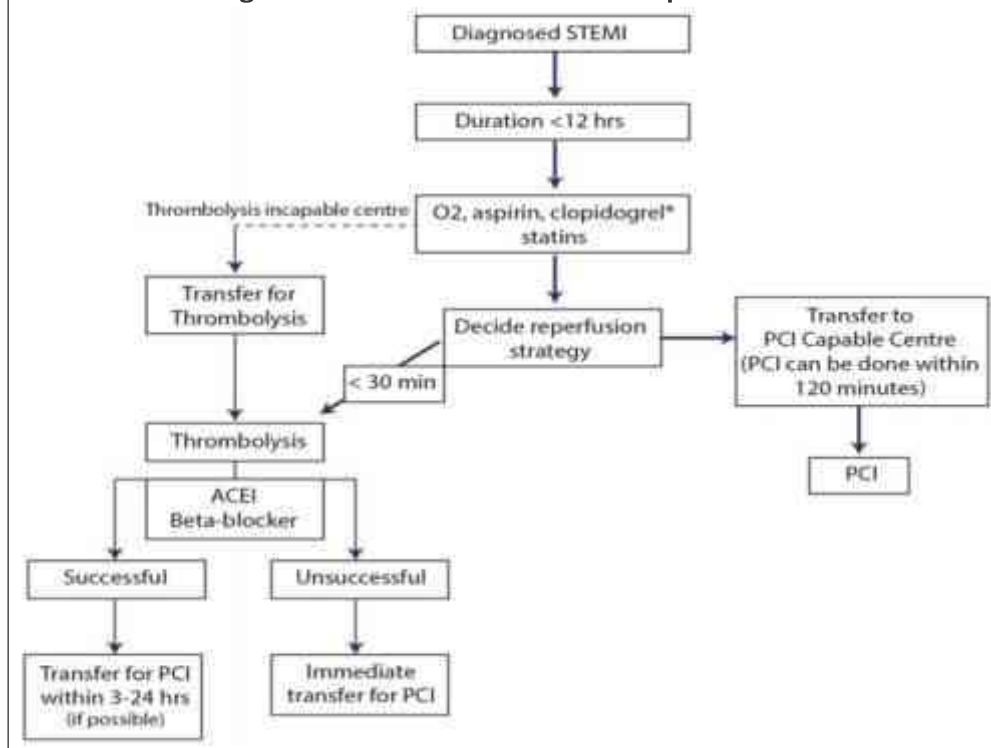 Diagnosed STEMI
Duration <12 hrs
Thrombolysis incapable centre
O2, aspirin, clopidogrel*
statins
Transfer for
Thrombolysis
Decide reperfusion
strategy
Transfer to
PCI Capable Centre
(PCI can be done within
120 minutes)
< 30 min
Thrombolysis
PCI
ACEI
Beta-blocker
Successful
Unsuccessful
Transfer for PCI
within 3-24 hrs
(if possible)
Immediate
transfer for PCI